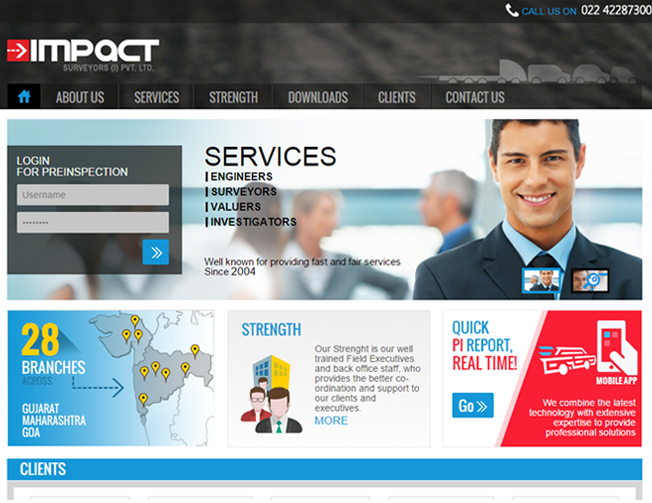 CALL US ON 022 42287300
IMPACT
SURVEYORS (I) PVT. LTD.
ABOUT US SERVICES STRENGTH DOWNLOADS CLIENTS CONTACT US
LOGIN
FOR PREINSPECTION
Username
--------
SERVICES
ENGINEERS
SURVEYORS
VALUERS
INVESTIGATORS
Well known for providing fast and fair services
Since 2004
28
BRANCHES
ACROSS
GUJARAT
MAHARASHTRA
GOA
STRENGTH
Our Strenght is our well
trained Field Executives
and back office staff, who
provides the better co-
ordination and support to
our clients and
executives.
MORE
QUICK
PI REPORT,
REAL TIME!
MOBILE APP
Go
We combine the latest
technology with extensive
expertise to provide
professional solutions
CLIENTS